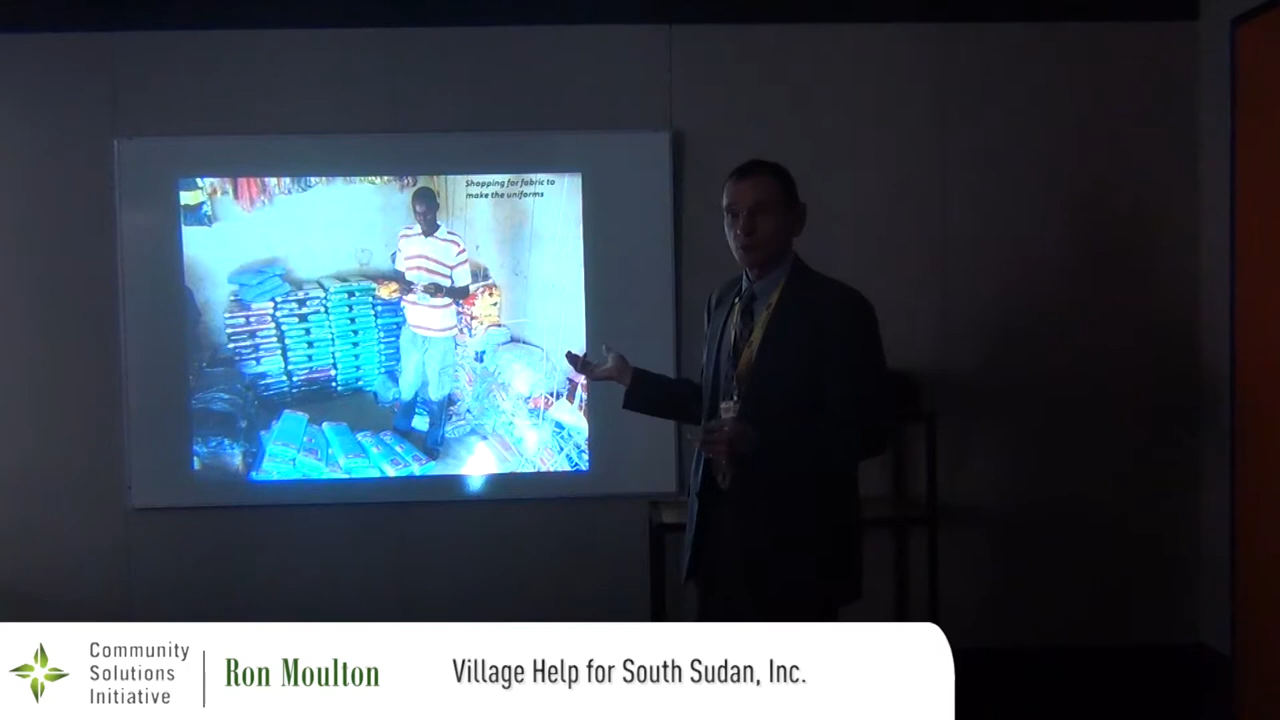 Shopping for fabric to
make the uniforms
Community
Solutions
Initiative
Ron Moulton
Village Help for South Sudan, Inc.